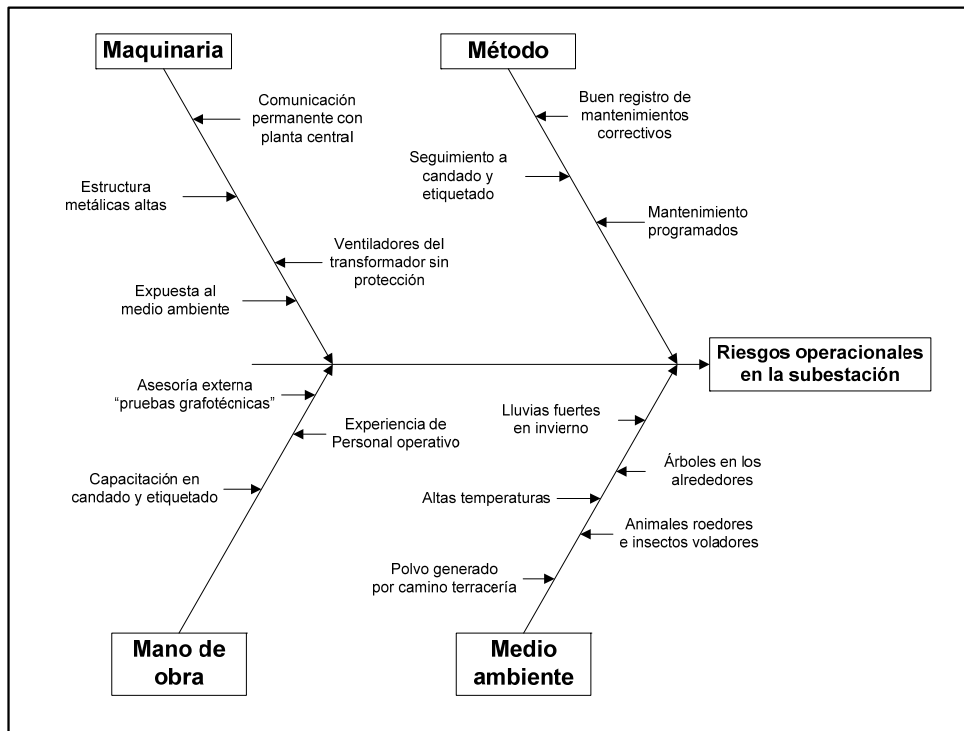 Maquinaria
Método
Comunicación
permanente con
planta central
Buen registro de
mantenimientos
correctivos
Seguimiento a
candado y
etiquetado
Estructura
metálicas altas
Mantenimiento
programados
Ventiladores del
transformador sin
protección
Expuesta al
medio ambiente
Riesgos operacionales
en la subestación
Asesoría externa
“pruebas grafotécnicas”
Experiencia de
Personal operativo
Capacitación en
candado y etiquetado
Lluvias fuertes
en invierno
Árboles en los
alrededores
Altas temperaturas
Animales roedores
e insectos voladores
Polvo generado
por camino terracería
Mano de
obra
Medio
ambiente